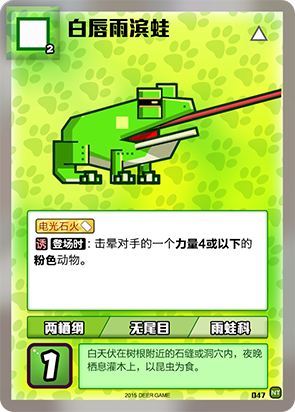 2
白唇雨滨蛙
电光石火
诱 登场时: 击晕对手的一个力量4或以下的
粉色动物。
两栖纲
无尾目
雨蛙科
1
白天伏在树根附近的石缝或洞穴内，夜晚
栖息灌木上，以昆虫为食。
2015 DEER GAME
047 NT